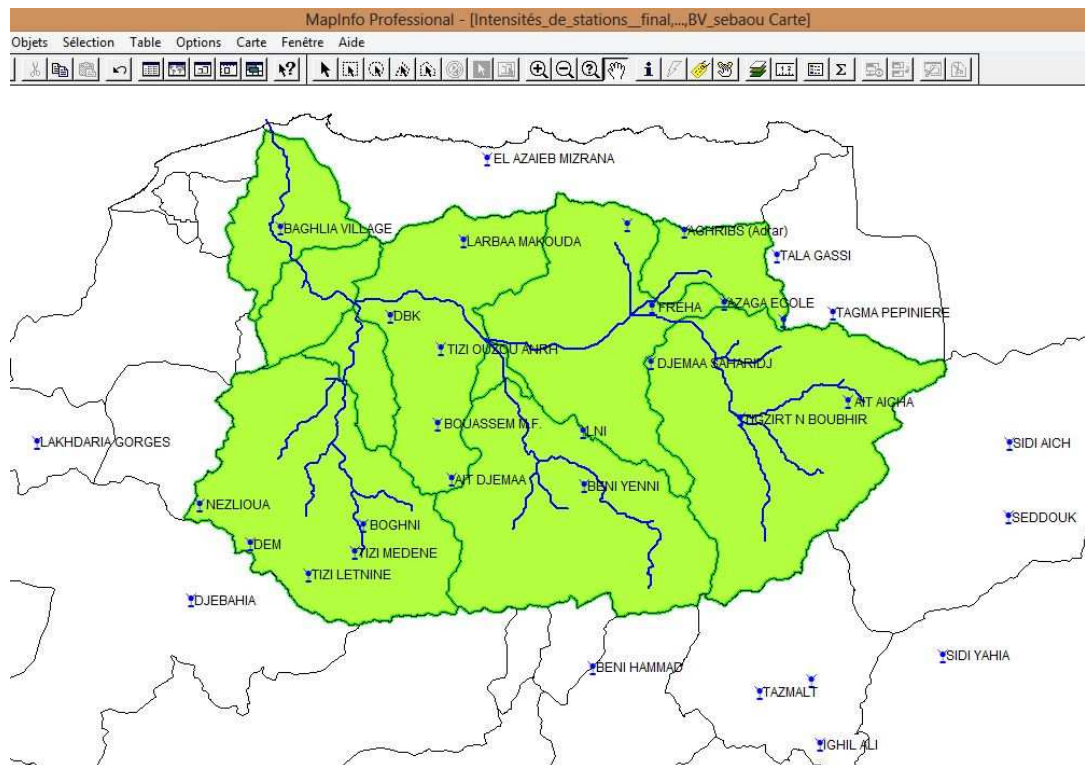 MapInfo Professional - [Intensités_de_stations__final,...,BV_sebaou Carte]
Objets Sélection Table Options Carte Fenêtre Aide
EL AZAIEB MIZRANA
BAGHLIA VILLAGE
LARBAA MAKOUDA
AGHRIBS (Adrar)
TALA GASSI
FREHA
AZAGA ECOLE
TAGMA PEPINIERE
DBK
TIZI OUZOU ANRH
DJEMAA SAHARIDJ
AIT AICHA
TIGZIRT N BOUBHIR
BOUASSEM M.F.
LNI
LAKHDARIA GORGES
SIDI AICH
AIT DJEMAA
BENI YENNI
NEZLIOUA
SEDDOUK
BOGHNI
DEM
TIZI MEDENE
TIZI LETNINE
DJEBAHIA
SIDI YAHIA
BENI HAMMAD
TAZMALT
IGHIL ALI